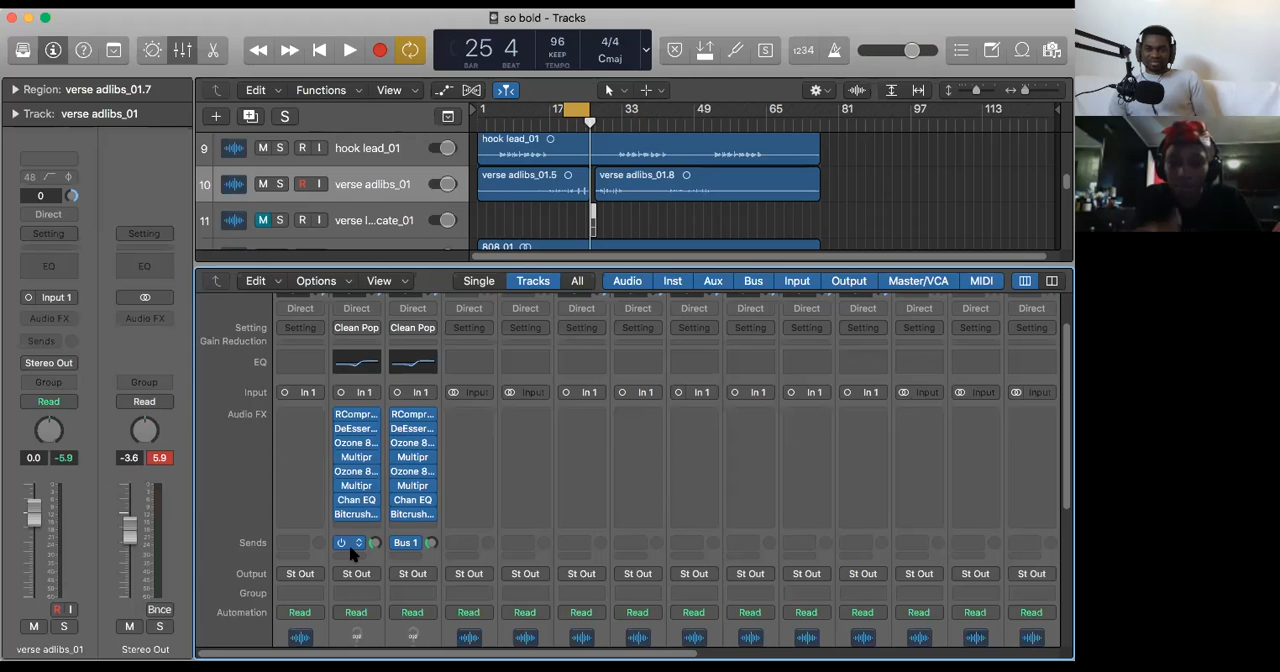 so bold - Tracks
25 4
BAR BEAT
96
KEEP
TEMPO
4/4
Cmaj
S
1234
Region: verse adlibs_01.7
Track: verse adlibs_01
Edit Functions View
S
1 17 33 49 65 81 97 113
9 M S R I hook lead_01
10 M S R I verse adlibs_01
11 M S R I verse l...cate_01
hook lead_01
verse adlibs_01.5 verse adlibs_01.8
808_01
Edit Options View Single Tracks All Audio Inst Aux Bus Input Output Master/VCA MIDI
48
0
Direct
Setting Setting
EQ EQ
Input 1
Audio FX Audio FX
Sends
Stereo Out
Group Group
Read Read
0.0 -5.9 -3.6 5.9
R I Bnce
M S M S
verse adlibs_01 Stereo Out
Direct Direct Direct Direct Direct Direct Direct Direct Direct Direct Direct Direct Direct Direct
Setting Setting Clean Pop Clean Pop Setting Setting Setting Setting Setting Setting Setting Setting Setting Setting Setting
Gain Reduction
EQ
Input In 1 In 1 In 1 Input Input In 1 In 1 In 1 In 1 In 1 In 1 Input Input Input
Audio FX RCompr... RCompr...
DeEsser... DeEsser...
Ozone 8... Ozone 8...
Multipr Multipr
Ozone 8... Ozone 8...
Multipr Multipr
Chan EQ Chan EQ
Bitcrush... Bitcrush...
Sends Bus 1
Output St Out St Out St Out St Out St Out St Out St Out St Out St Out St Out St Out St Out St Out St Out
Group
Automation Read Read Read Read Read Read Read Read Read Read Read Read Read Read